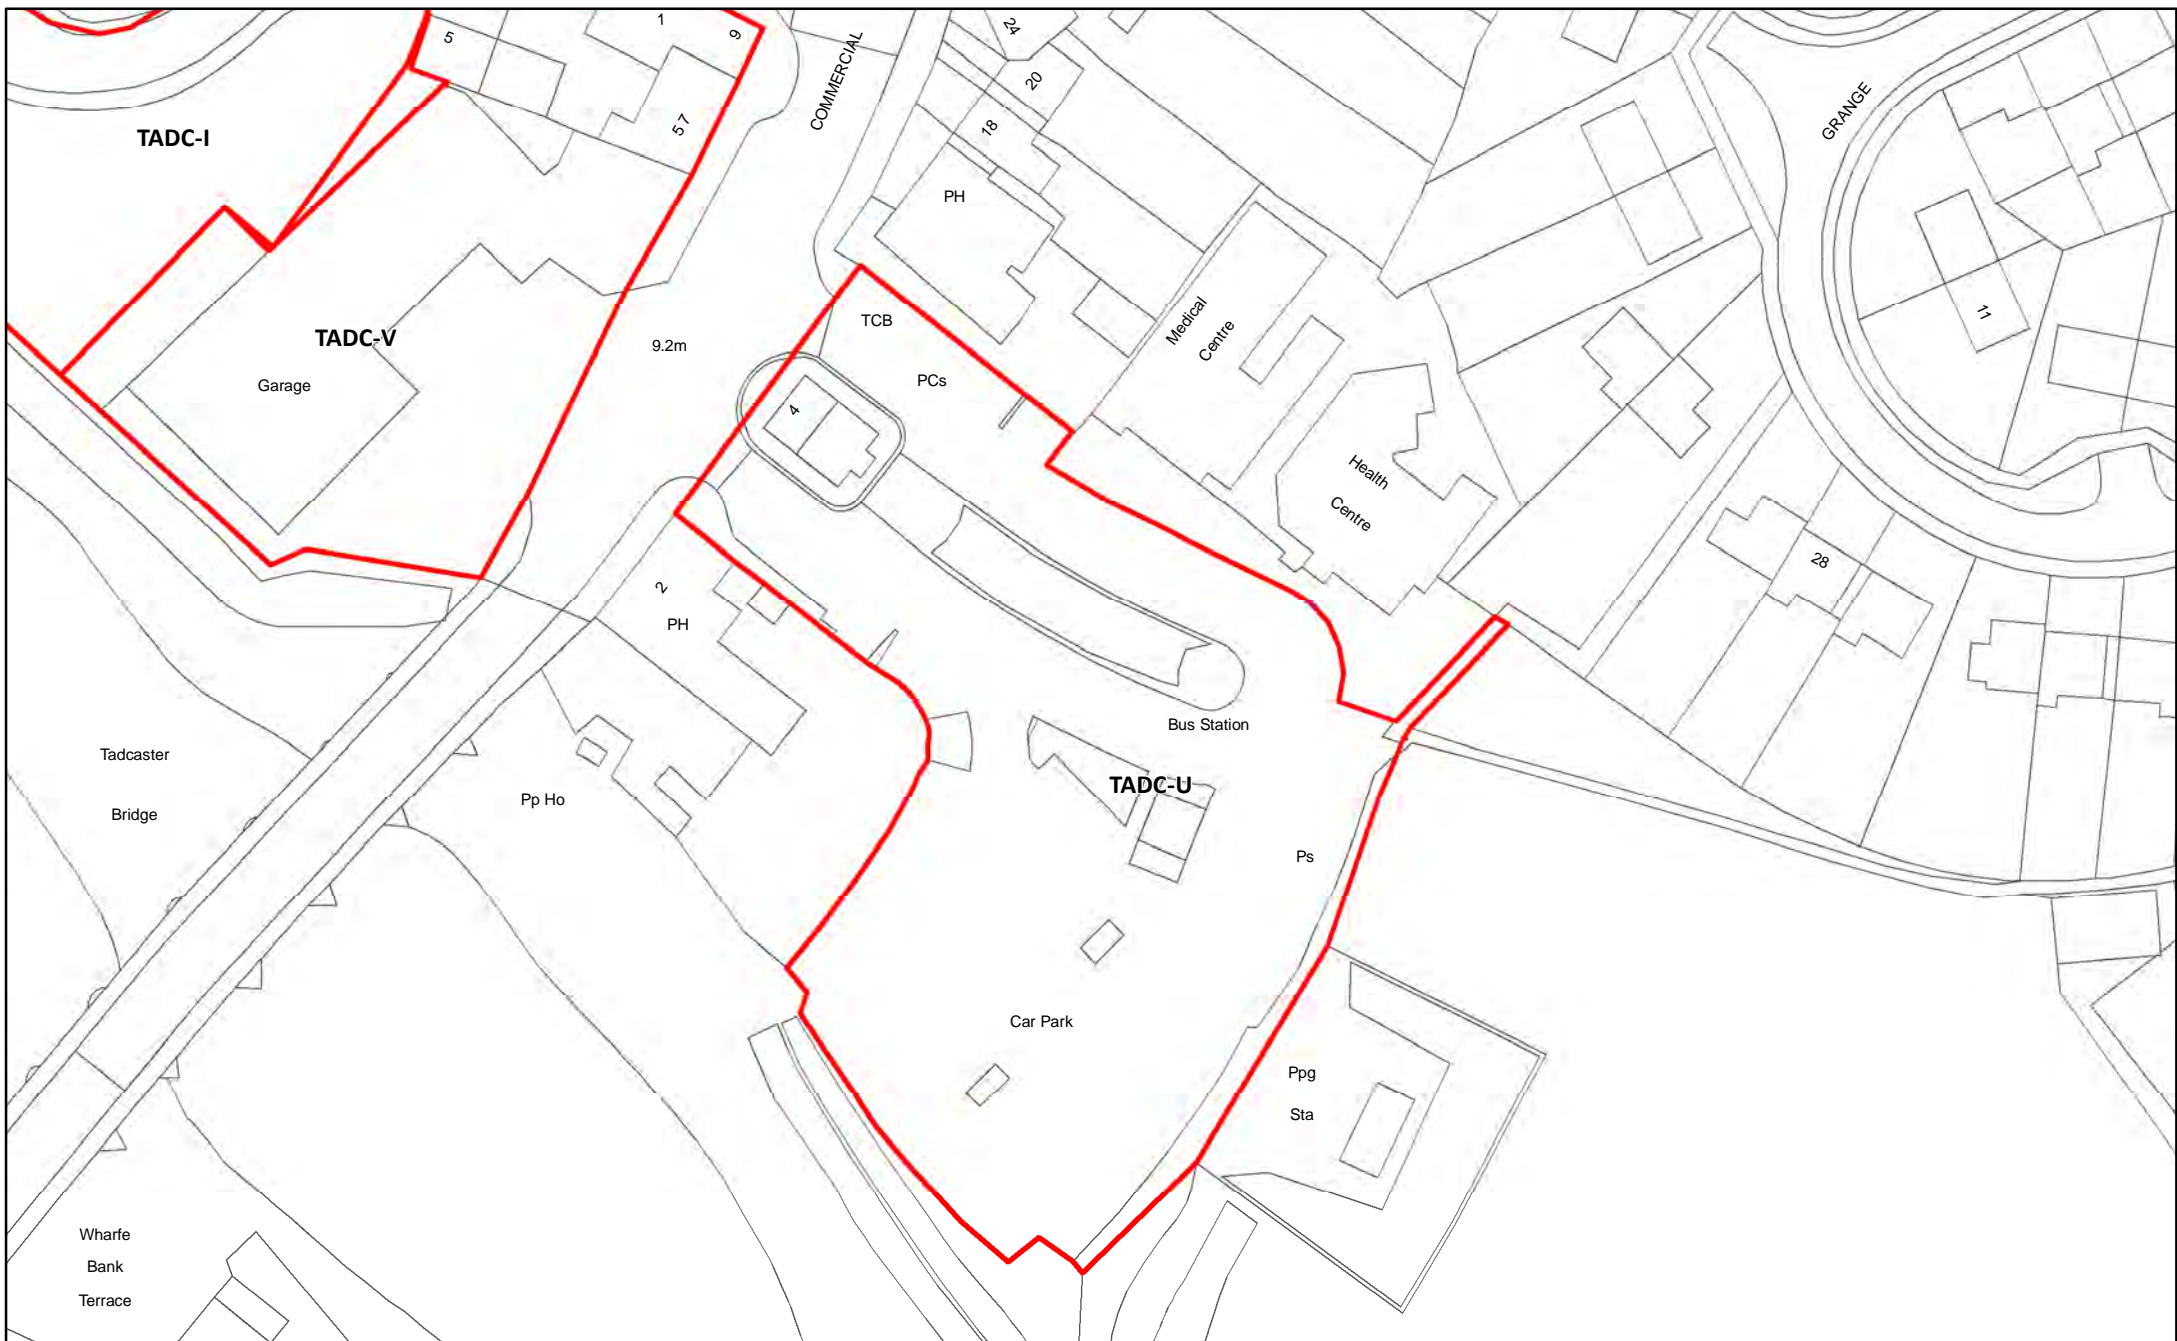 5
1
9
COMMERCIAL
24
20
18
57
GRANGE
TADC-I
PH
TCB
Medical
Centre
11
TADC-V
9.2m
Garage
PCs
4
Health
Centre
28
2
PH
Bus Station
TADC-U
Tadcaster
Bridge
Pp Ho
Ps
Car Park
Ppg
Sta
Wharfe
Bank
Terrace